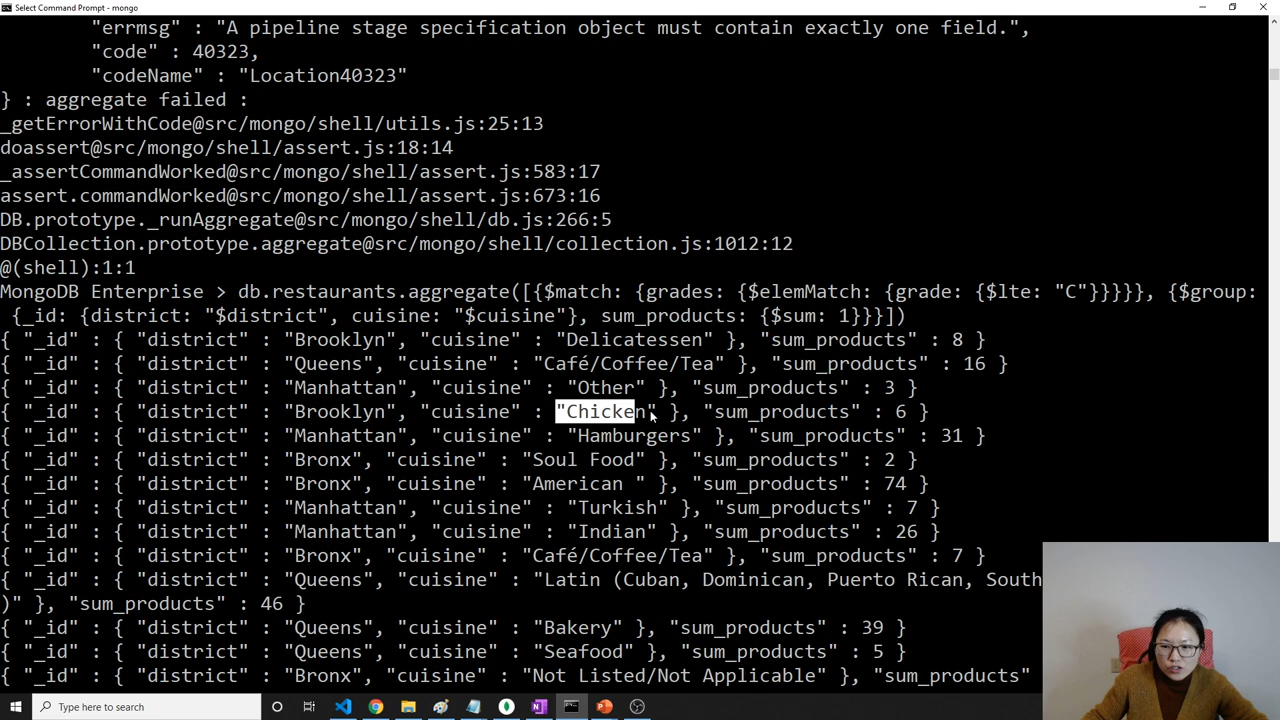 Select Command Prompt - mongo
"errmsg" : "A pipeline stage specification object must contain exactly one field.",
"code" : 40323,
"codeName" : "Location40323"
} : aggregate failed :
_getErrorWithCode@src/mongo/shell/utils.js:25:13
doassert@src/mongo/shell/assert.js:18:14
_assertCommandWorked@src/mongo/shell/assert.js:583:17
assert.commandWorked@src/mongo/shell/assert.js:673:16
DB.prototype._runAggregate@src/mongo/shell/db.js:266:5
DBCollection.prototype.aggregate@src/mongo/shell/collection.js:1012:12
@(shell):1:1
MongoDB Enterprise > db.restaurants.aggregate([{$match: {grades: {$elemMatch: {grade: {$lte: "C"}}}}}, {$group:
{_id: {district: "$district", cuisine: "$cuisine"}, sum_products: {$sum: 1}}}])
{ "_id" : { "district" : "Brooklyn", "cuisine" : "Delicatessen" }, "sum_products" : 8 }
{ "_id" : { "district" : "Queens", "cuisine" : "Café/Coffee/Tea" }, "sum_products" : 16 }
{ "_id" : { "district" : "Manhattan", "cuisine" : "Other" }, "sum_products" : 3 }
{ "_id" : { "district" : "Brooklyn", "cuisine" : "Chicken" }, "sum_products" : 6 }
{ "_id" : { "district" : "Manhattan", "cuisine" : "Hamburgers" }, "sum_products" : 31 }
{ "_id" : { "district" : "Bronx", "cuisine" : "Soul Food" }, "sum_products" : 2 }
{ "_id" : { "district" : "Bronx", "cuisine" : "American " }, "sum_products" : 74 }
{ "_id" : { "district" : "Manhattan", "cuisine" : "Turkish" }, "sum_products" : 7 }
{ "_id" : { "district" : "Manhattan", "cuisine" : "Indian" }, "sum_products" : 26 }
{ "_id" : { "district" : "Bronx", "cuisine" : "Café/Coffee/Tea" }, "sum_products" : 7 }
{ "_id" : { "district" : "Queens", "cuisine" : "Latin (Cuban, Dominican, Puerto Rican, South
)" }, "sum_products" : 46 }
{ "_id" : { "district" : "Queens", "cuisine" : "Bakery" }, "sum_products" : 39 }
{ "_id" : { "district" : "Queens", "cuisine" : "Seafood" }, "sum_products" : 5 }
{ "_id" : { "district" : "Bronx", "cuisine" : "Not Listed/Not Applicable" }, "sum_products"
Type here to search